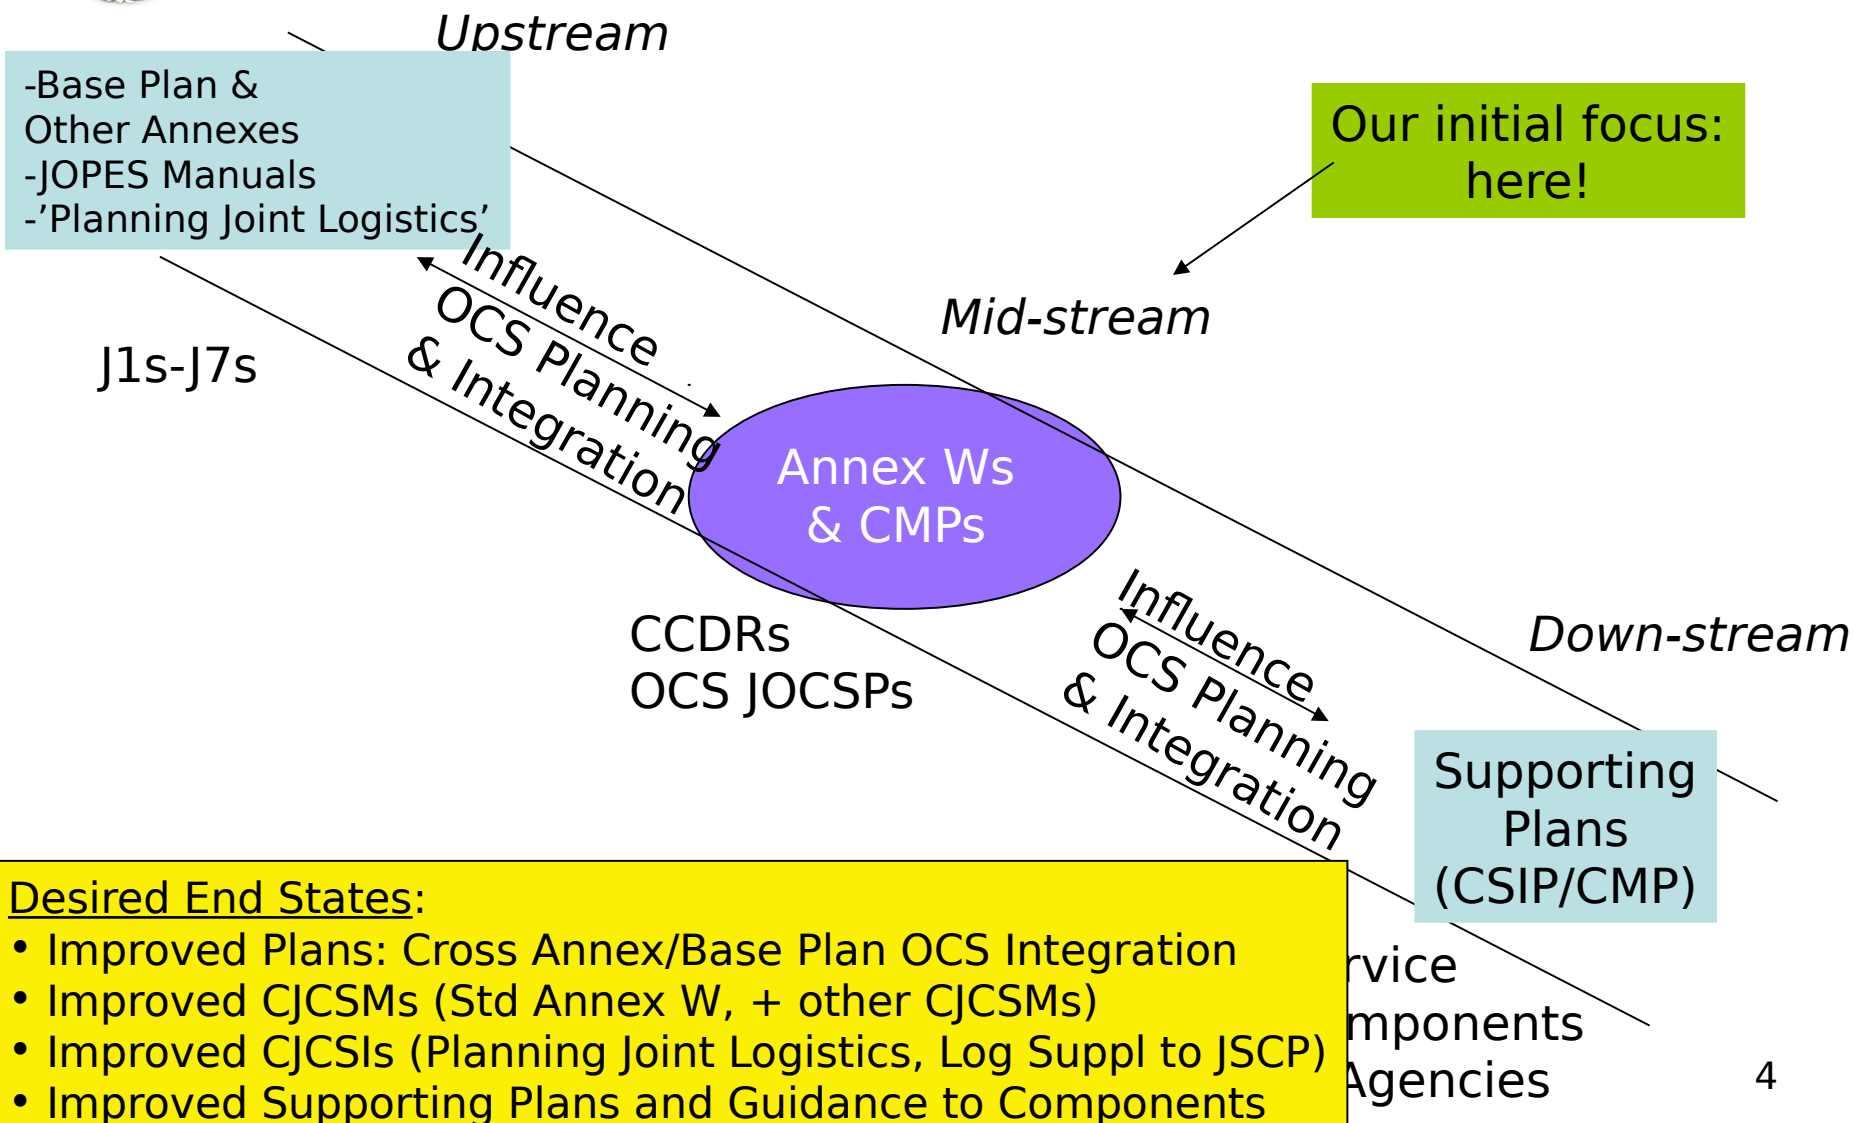 Upstream
-Base Plan &
Other Annexes
-JOPES Manuals
-’Planning Joint Logistics’
Our initial focus:
here!
Influence
OCS Planning
& Integration
Mid-stream
J1s-J7s
Annex Ws
& CMPs
CCDRs
OCS JOCSPs
Influence
OCS Planning
& Integration
Down-stream
Supporting
Plans
(CSIP/CMP)
Desired End States:
• Improved Plans: Cross Annex/Base Plan OCS Integration
• Improved CJCSMs (Std Annex W, + other CJCSMs)
• Improved CJCSIs (Planning Joint Logistics, Log Suppl to JSCP)
• Improved Supporting Plans and Guidance to Components
rvice
mponents
Agencies
4